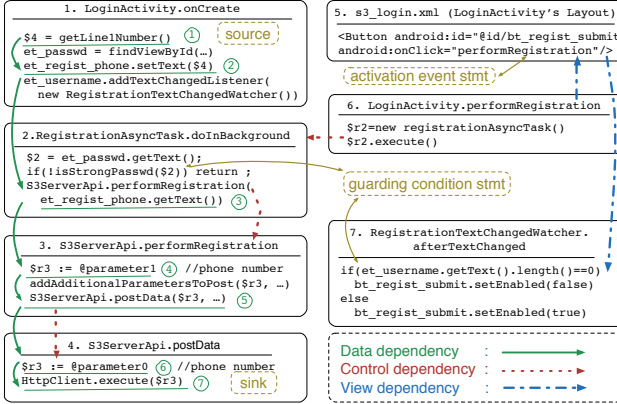 1. LoginActivity.onCreate
$4 = getLine1Number() ①
source
et_passwd = findViewById(…)
et_regist_phone.setText($4) ②
et_username.addTextChangedListener(
new RegistrationTextChangedWatcher())
2.RegistrationAsyncTask.doInBackground
$2 = et_passwd.getText();
if(!isStrongPasswd($2)) return ;
S3ServerApi.performRegistration(
et_regist_phone.getText()) ③
3. S3ServerApi.performRegistration
$r3 := @parameter1 ④ //phone number
addAdditionalParametersToPost($r3, …)
S3ServerApi.postData($r3, …) ⑤
4. S3ServerApi.postData
$r3 := @parameter0 ⑥ //phone number
HttpClient.execute($r3) ⑦
sink
5. s3_login.xml (LoginActivity's Layout)
<Button android:id="@id/bt_regist_submit
android:onClick="performRegistration"/>
activation event stmt
6. LoginActivity.performRegistration
$r2=new registrationAsyncTask()
$r2.execute()
guarding condition stmt
7. RegistrationTextChangedWatcher.
afterTextChanged
if(et_username.getText().length()==0)
bt_regist_submit.setEnabled(false)
else
bt_regist_submit.setEnabled(true)
Data dependency :
Control dependency :
View dependency :